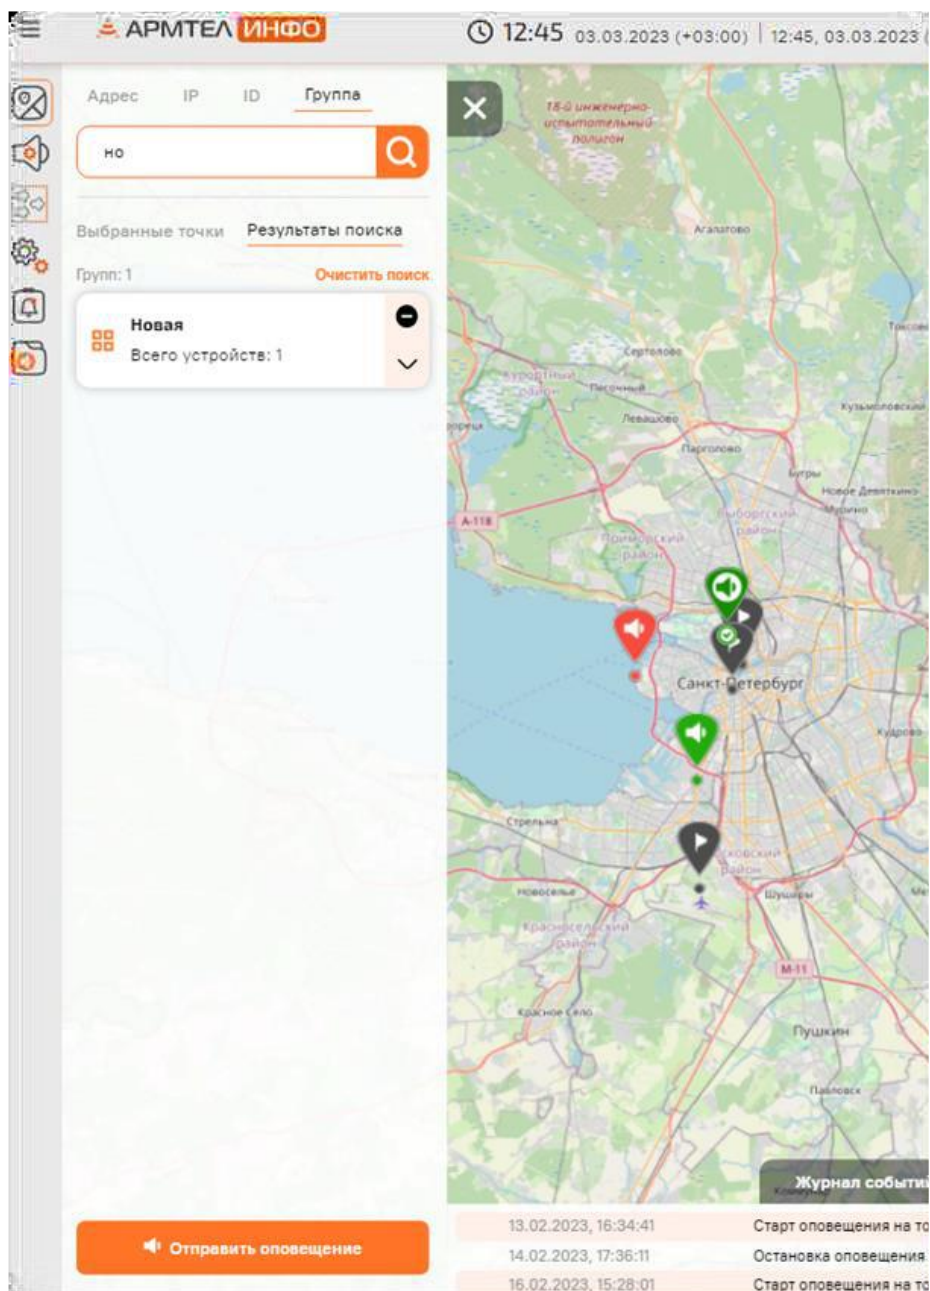 АРМТЕЛ ИНФО
12:45 03.03.2023 (+03:00) | 12:45, 03.03.2023
Адрес IP ID Группа
но
Выбранные точки Результаты поиска
Групп: 1 Очистить поиск
Новая
Всего устройств: 1
Отправить оповещение
18-й инженерно-
испытательный
полигон
Агалатово
Токсово
Сертолово
Курортный
район
Песочный
Кузьмоловский
Левашово
Парголово
Бугры
Новое Девяткино
Мурино
Выборгский
район
А-118
Приморский
район
Санкт-Петербург
Кудрово
Стрельна
Московский
район
Новоселье
Шушары
Красносельский
район
М-11
Красное Село
Пушкин
Павловск
Журнал событий
13.02.2023, 16:34:41 Старт оповещения на то
14.02.2023, 17:36:11 Остановка оповещения
16.02.2023, 15:28:01 Старт оповещения на то